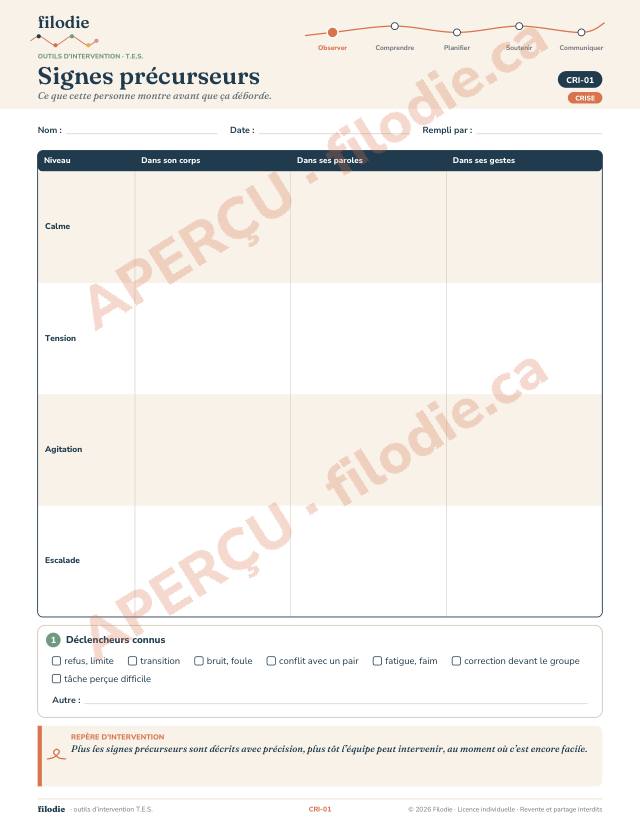 filodie
OUTILS D'INTERVENTION · T.E.S.
Observer Comprendre Planifier Soutenir Communiquer
Signes précurseurs
Ce que cette personne montre avant que ça déborde.
CRI-01
CRISE
Nom : Date : Rempli par :
Niveau Dans son corps Dans ses paroles Dans ses gestes
Calme
Tension
Agitation
Escalade
APERÇU · filodie.ca
APERÇU · filodie.ca
1 Déclencheurs connus
refus, limite transition bruit, foule conflit avec un pair fatigue, faim correction devant le groupe
tâche perçue difficile
Autre :
REPÈRE D'INTERVENTION
Plus les signes précurseurs sont décrits avec précision, plus tôt l'équipe peut intervenir, au moment où c'est encore facile.
filodie · outils d'intervention T.E.S. CRI-01 © 2026 Filodie · Licence individuelle · Revente et partage interdits